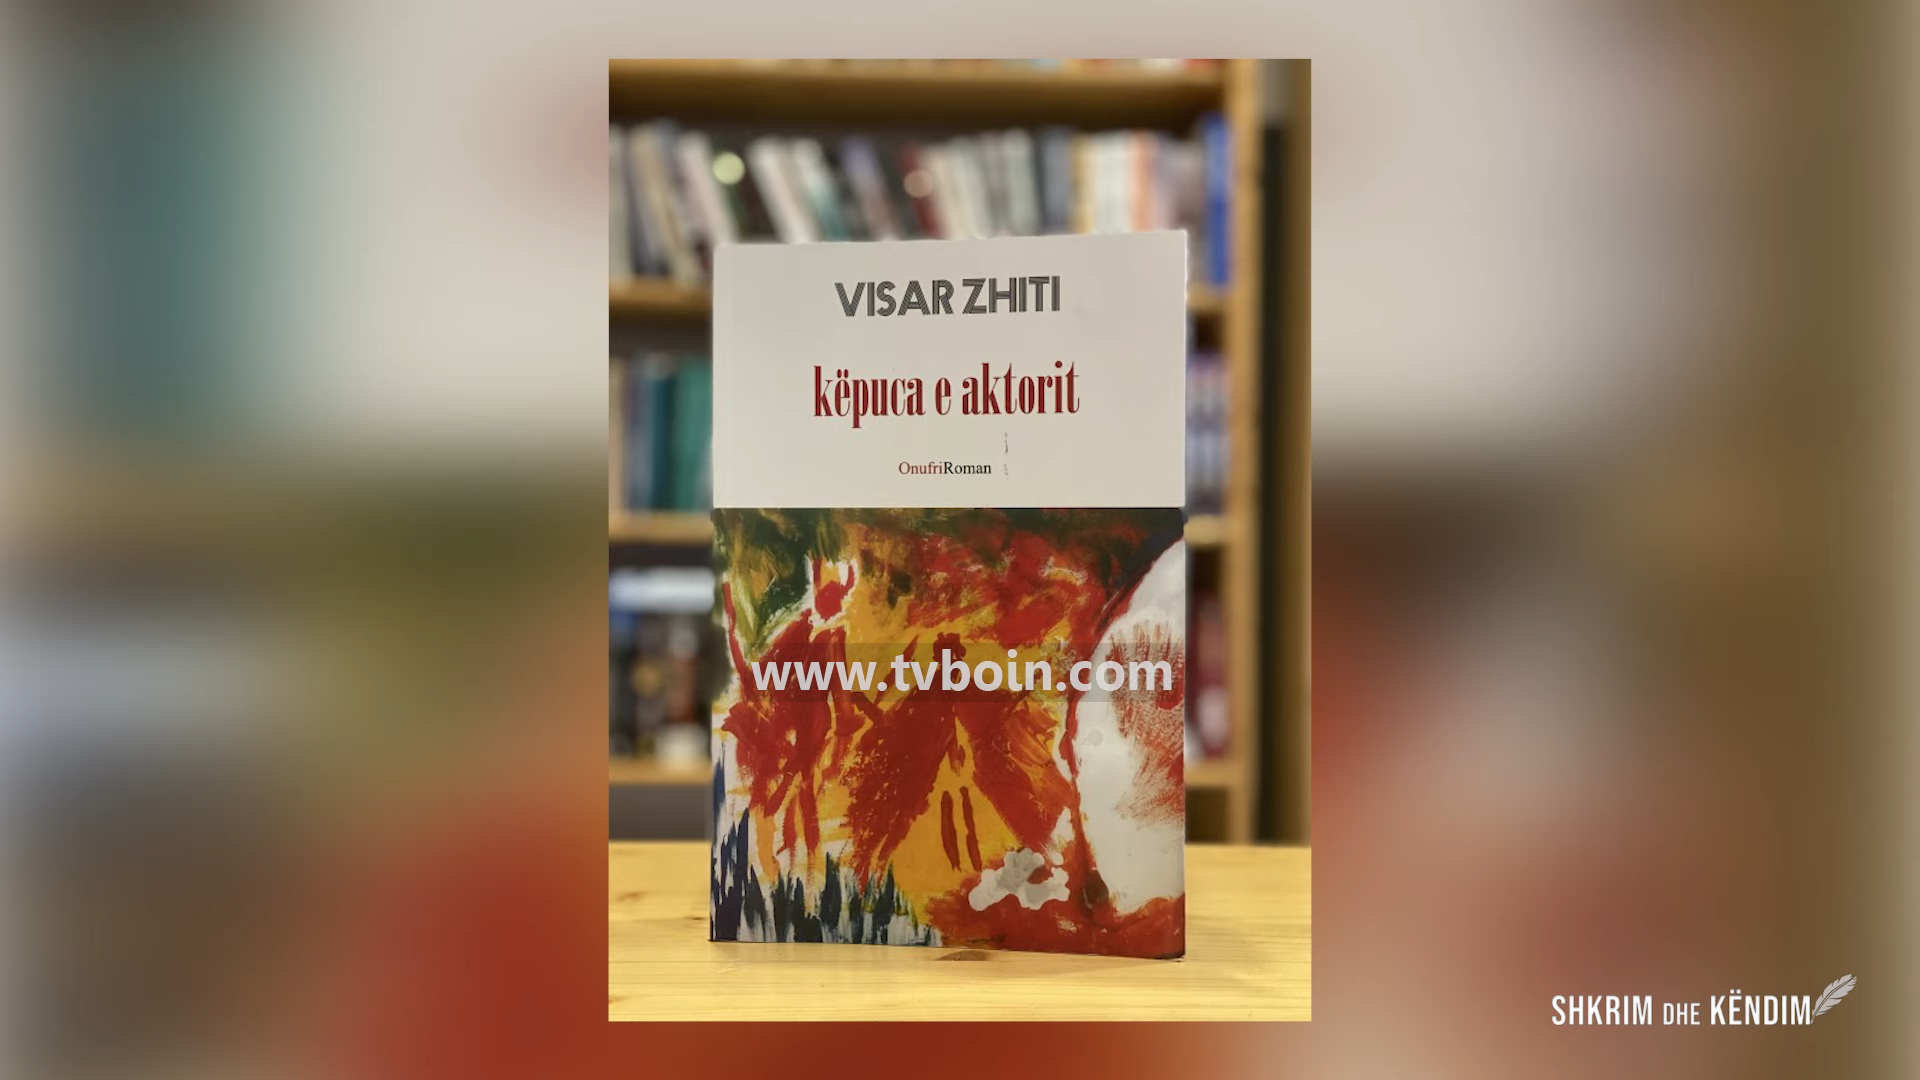 VISAR ZHITI
këpuca e aktorit
OnufriRoman
www.tvboin.com
SHKRIM DHE KËNDIM